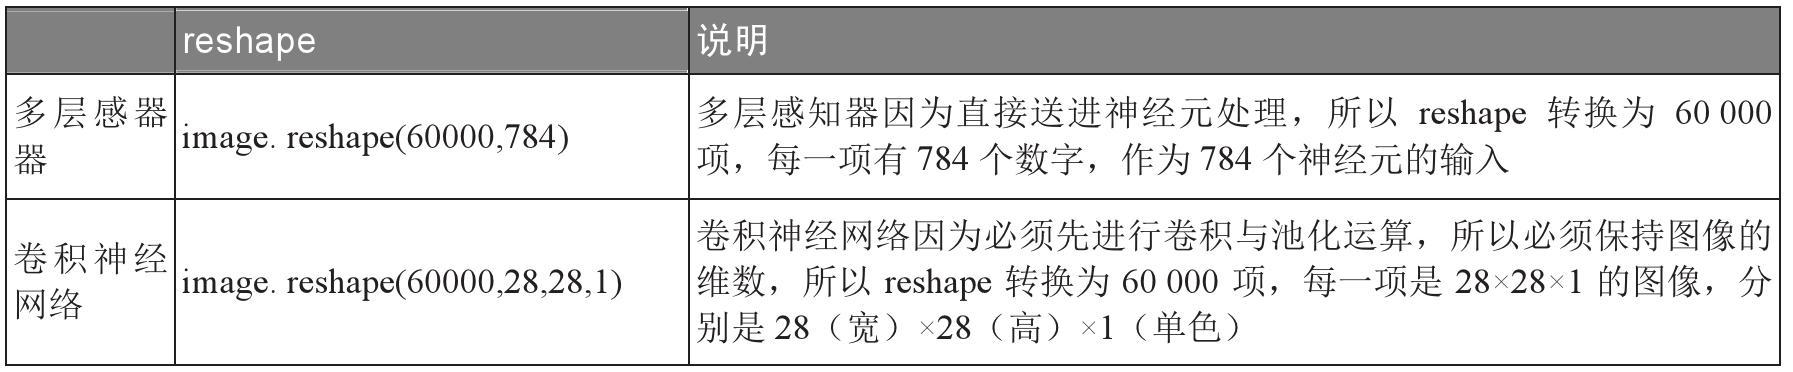 reshape
说明
多层感器
器
image. reshape(60000,784)
多层感知器因为直接送进神经元处理，所以 reshape 转换为 60 000
项，每一项有 784 个数字，作为 784 个神经元的输入
卷积神经
网络
image. reshape(60000,28,28,1)
卷积神经网络因为必须先进行卷积与池化运算，所以必须保持图像的
维数，所以 reshape 转换为 60 000 项，每一项是 28×28×1 的图像，分
别是 28（宽）×28（高）×1（单色）